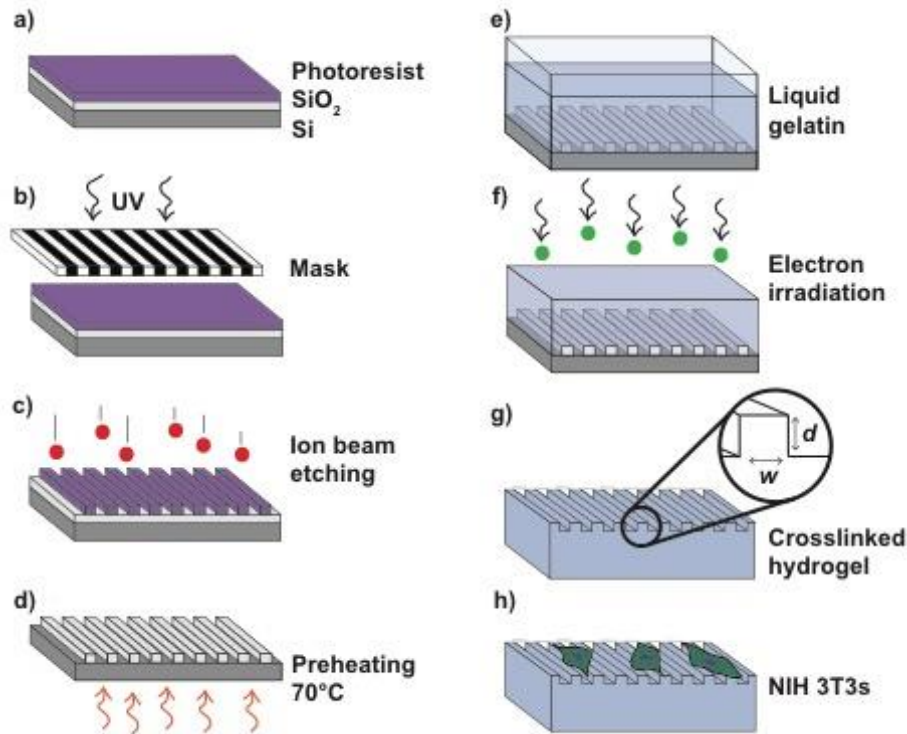 a)
Photoresist
SiO₂
Si
b)
UV
Mask
c)
Ion beam
etching
d)
Preheating
70°C
e)
Liquid
gelatin
f)
Electron
irradiation
g)
d
w
Crosslinked
hydrogel
h)
NIH 3T3s